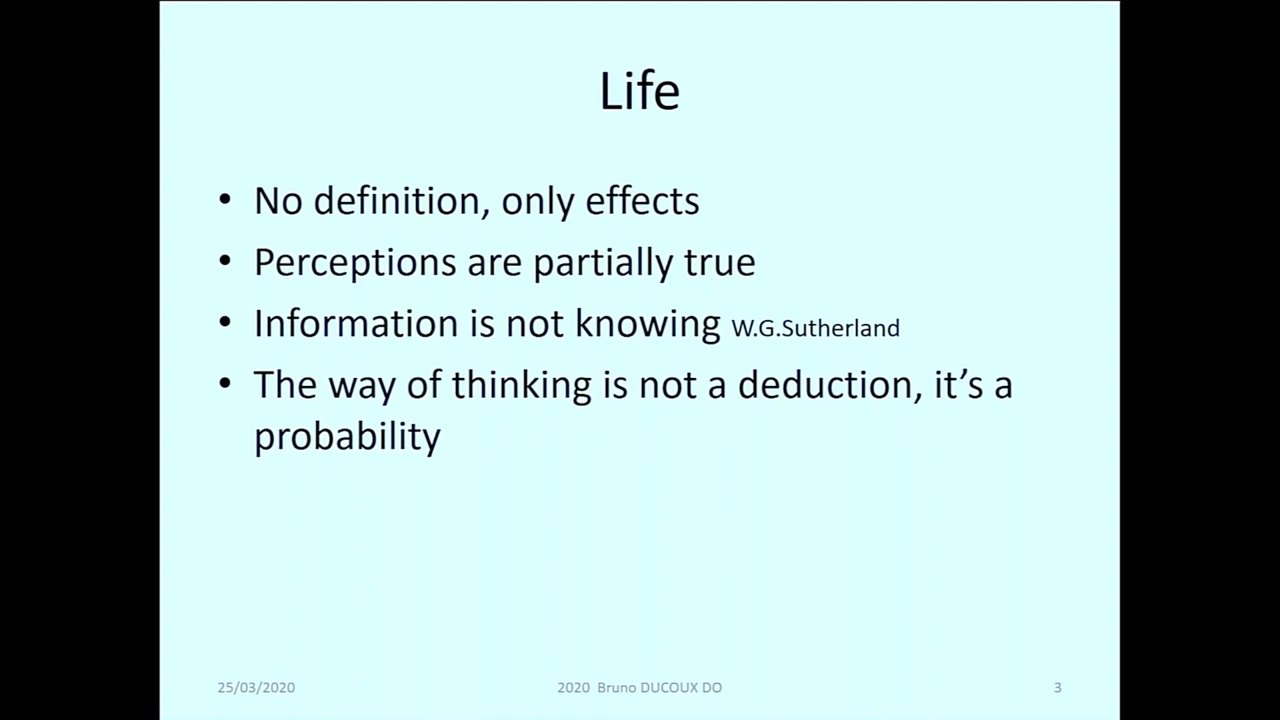 Life
• No definition, only effects
• Perceptions are partially true
• Information is not knowing W.G.Sutherland
• The way of thinking is not a deduction, it’s a
probability
25/03/2020 2020 Bruno DUCOUX DO 3